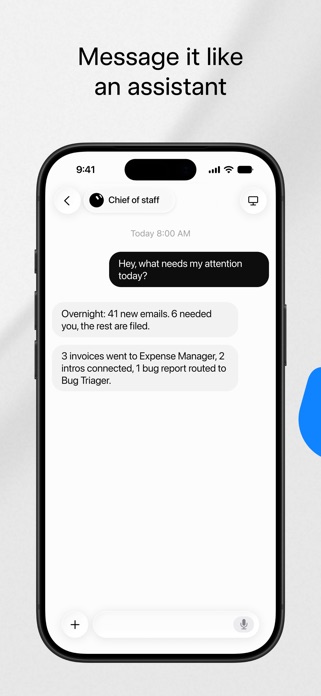 Message it like
an assistant
9:41
Chief of staff
Today 8:00 AM
Hey, what needs my attention
today?
Overnight: 41 new emails. 6 needed
you, the rest are filed.
3 invoices went to Expense Manager, 2
intros connected, 1 bug report routed to
Bug Triager.